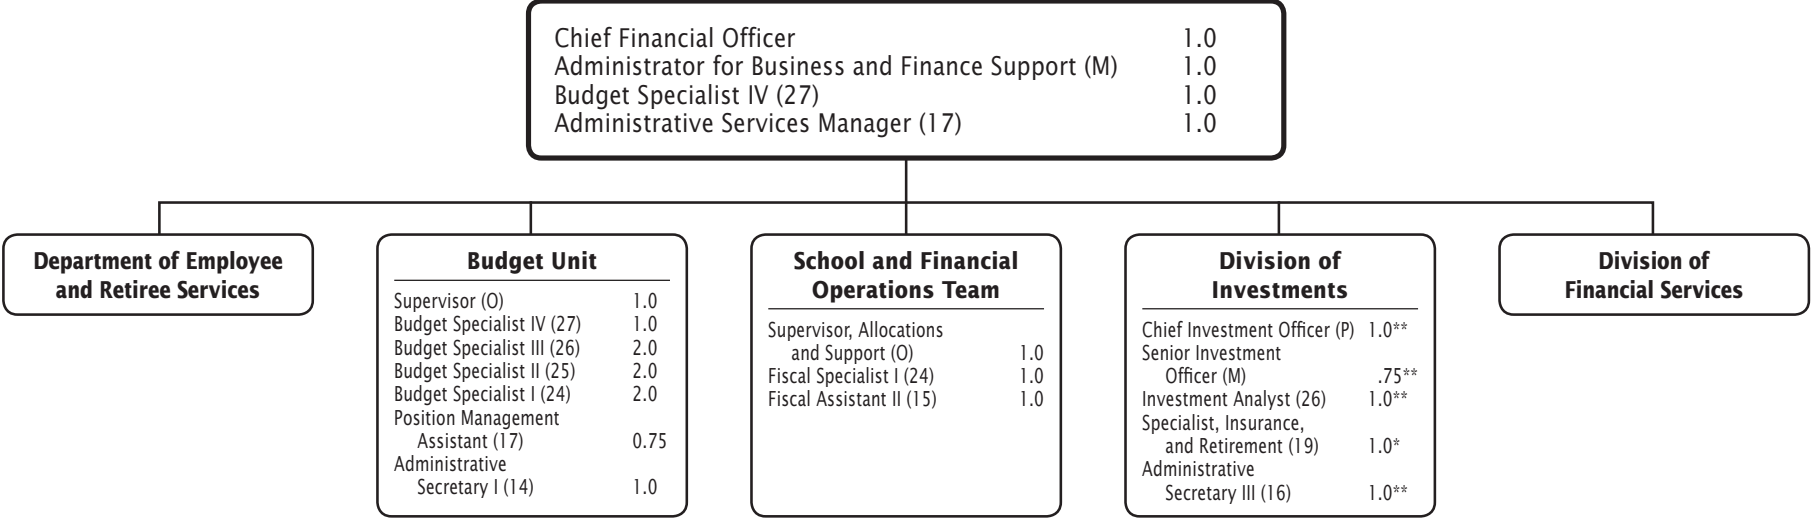 Chief Financial Officer 1.0
Administrator for Business and Finance Support (M) 1.0
Budget Specialist IV (27) 1.0
Administrative Services Manager (17) 1.0
Department of Employee
and Retiree Services
Budget Unit
Supervisor (O) 1.0
Budget Specialist IV (27) 1.0
Budget Specialist III (26) 2.0
Budget Specialist II (25) 2.0
Budget Specialist I (24) 2.0
Position Management
Assistant (17) 0.75
Administrative
Secretary I (14) 1.0
School and Financial
Operations Team
Supervisor, Allocations
and Support (O) 1.0
Fiscal Specialist I (24) 1.0
Fiscal Assistant II (15) 1.0
Division of
Investments
Chief Investment Officer (P) 1.0**
Senior Investment
Officer (M) .75**
Investment Analyst (26) 1.0**
Specialist, Insurance,
and Retirement (19) 1.0*
Administrative
Secretary III (16) 1.0**
Division of
Financial Services